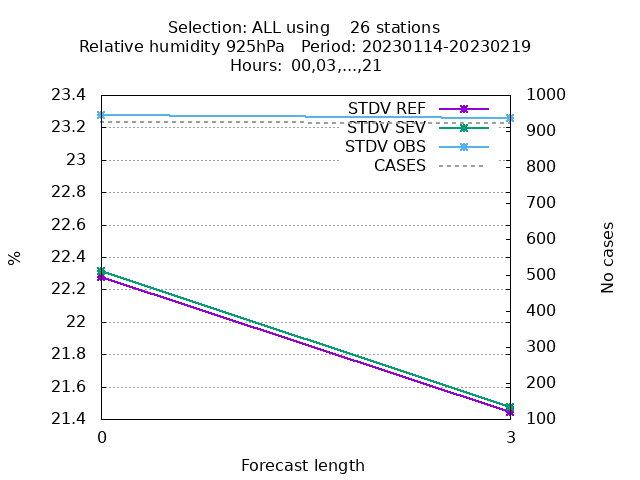 Selection: ALL using 26 stations
Relative humidity 925hPa Period: 20230114-20230219
Hours: 00,03,...,21
23.4
23.2
23
22.8
22.6
22.4
22.2
22
21.8
21.6
21.4
%
STDV REF
STDV SEV
STDV OBS
CASES
1000
900
800
700
600
500
400
300
200
100
No cases
0
3
Forecast length